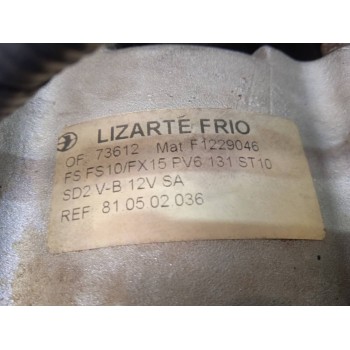 LIZARTE FRIO
OF 73612 Mat F1229046
FS FS10/FX15 PV6 131 ST10
SD2 V-B 12V SA
REF 81 05 02 036